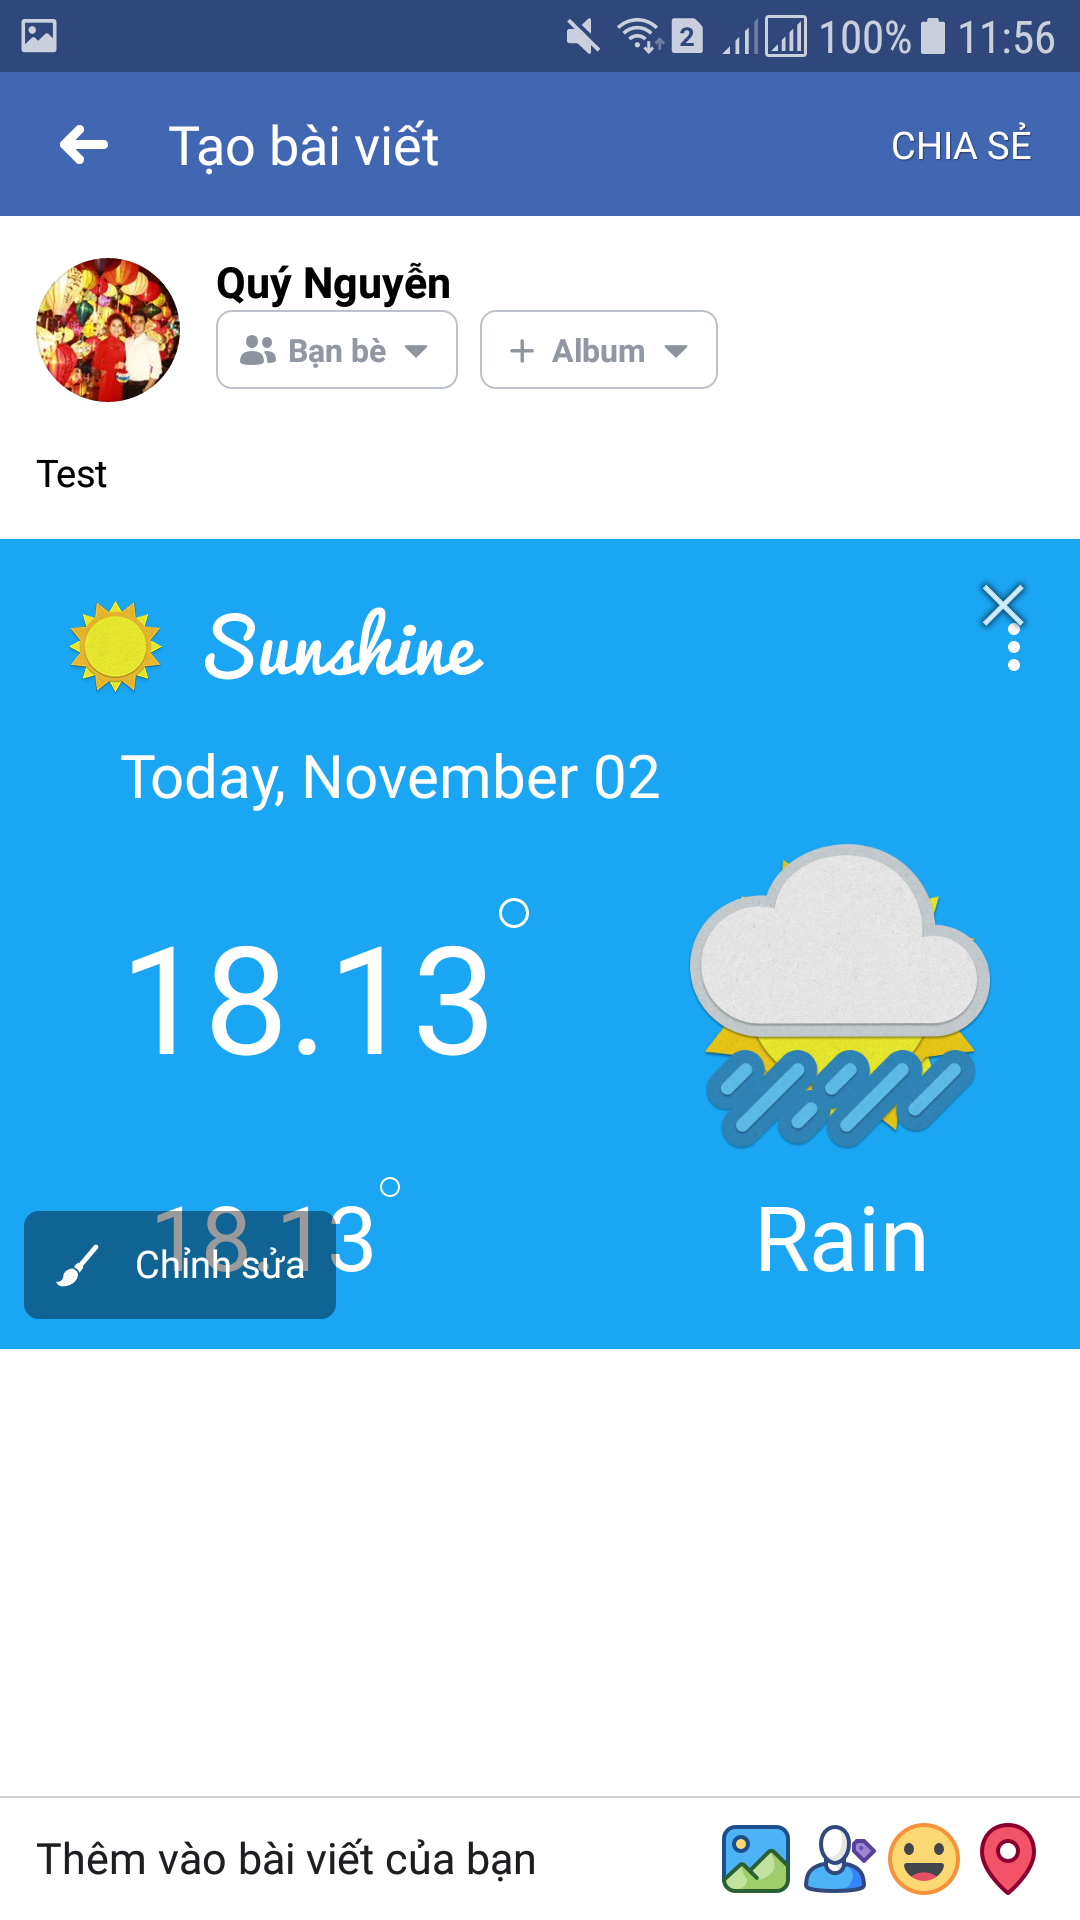 2 100% 11:56
Tạo bài viết CHIA SẺ
Quý Nguyễn
Bạn bè + Album
Test
Sunshine
Today, November 02
18.13°
18.13° Rain
Chỉnh sửa
Thêm vào bài viết của bạn